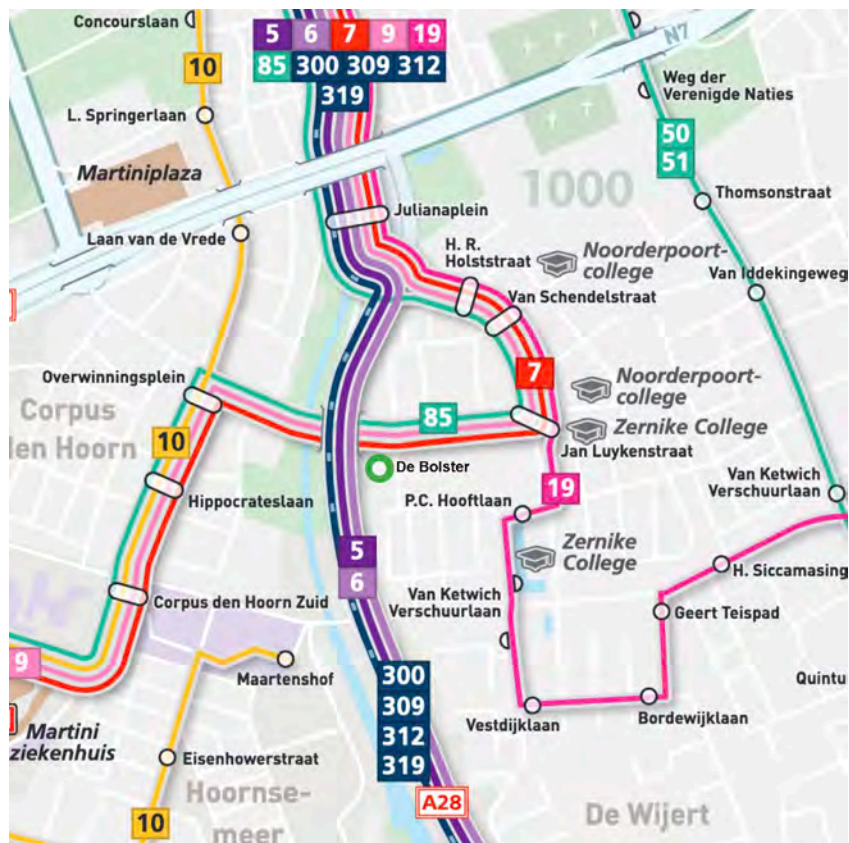 Concourslaan
5 6 7 9 19
85 300 309 312
319
N7
10
Weg der
Verenigde Naties
L. Springerlaan
50
51
Martiniplaza
1000
Thomsonstraat
Julianaplein
Laan van de Vrede
H. R.
Holststraat
Noorderpoort-
college
Van Iddekingeweg
Van Schendelstraat
Overwinningsplein
7
Noorderpoort-
college
Corpus
den Hoorn
10
85
Zernike College
Jan Luykenstraat
De Bolster
Van Ketwich
Verschuurlaan
Hippocrateslaan
P.C. Hooftlaan
19
Zernike
College
5
6
H. Siccamasing
Corpus den Hoorn Zuid
Van Ketwich
Verschuurlaan
Geert Teispad
9
Maartenshof
300
309
312
319
Quintu
Martini
ziekenhuis
Vestdijklaan
Bordewijklaan
Eisenhowerstraat
Hoornse-
meer
A28
De Wijert
10